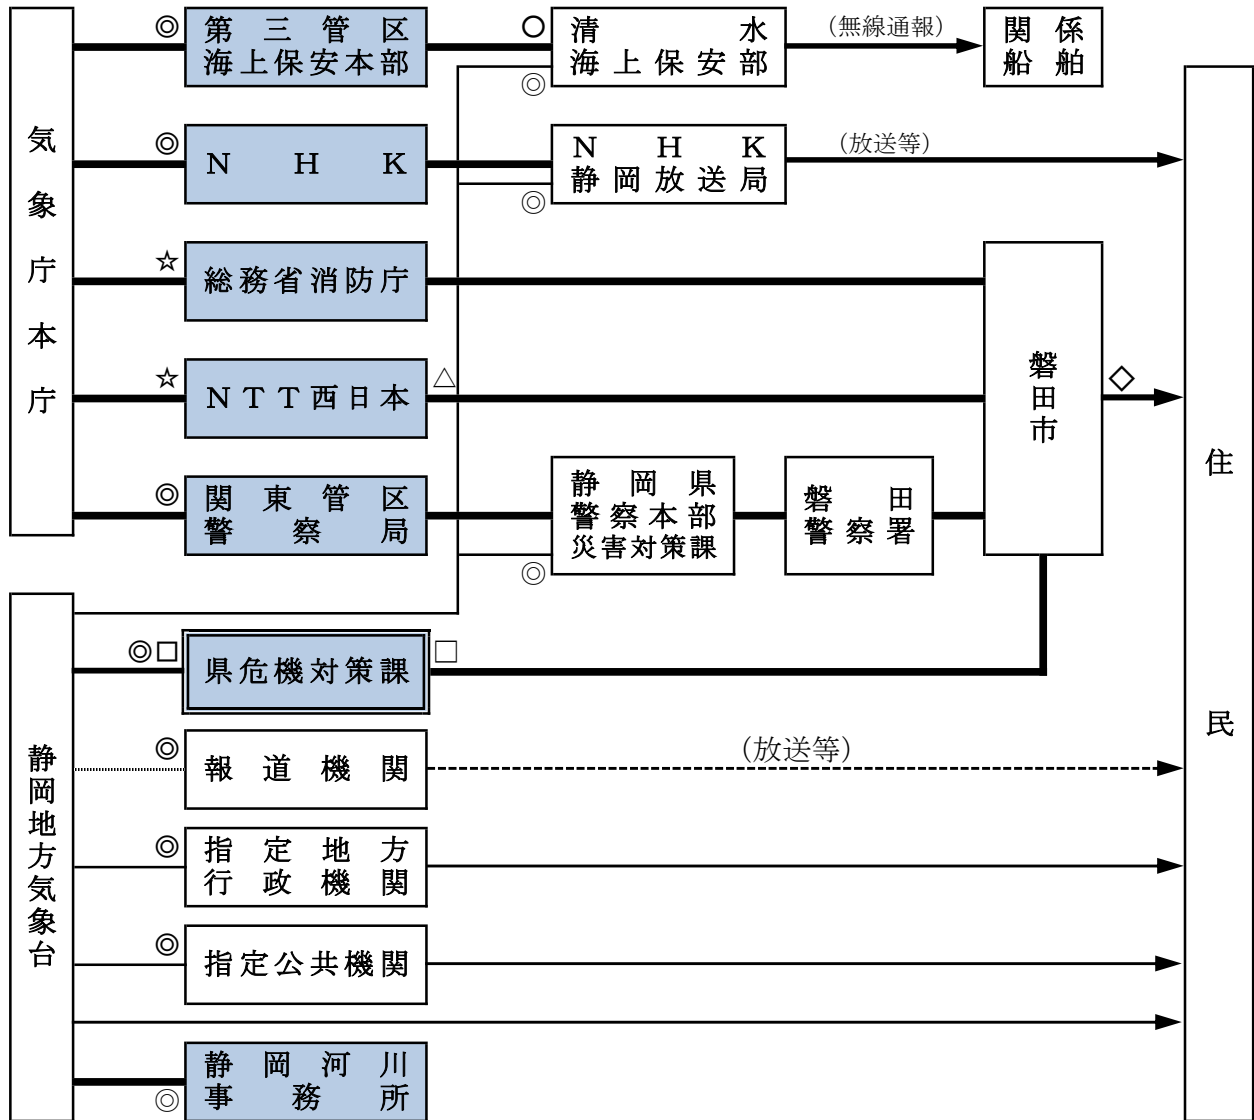 気象庁本庁
◎
第三管区
海上保安本部
○
清水
海上保安部
◎
(無線通報)
関係
船舶
◎
NHK
NHK
静岡放送局
◎
(放送等)
☆
総務省消防庁
☆
NTT西日本
△
磐田市
◇
住民
◎
関東管区
警察局
静岡県
警察本部
災害対策課
◎
磐田
警察署
静岡地方気象台
◎□
県危機対策課
□
◎
報道機関
(放送等)
◎
指定地方
行政機関
◎
指定公共機関
静岡河川
事務所
◎